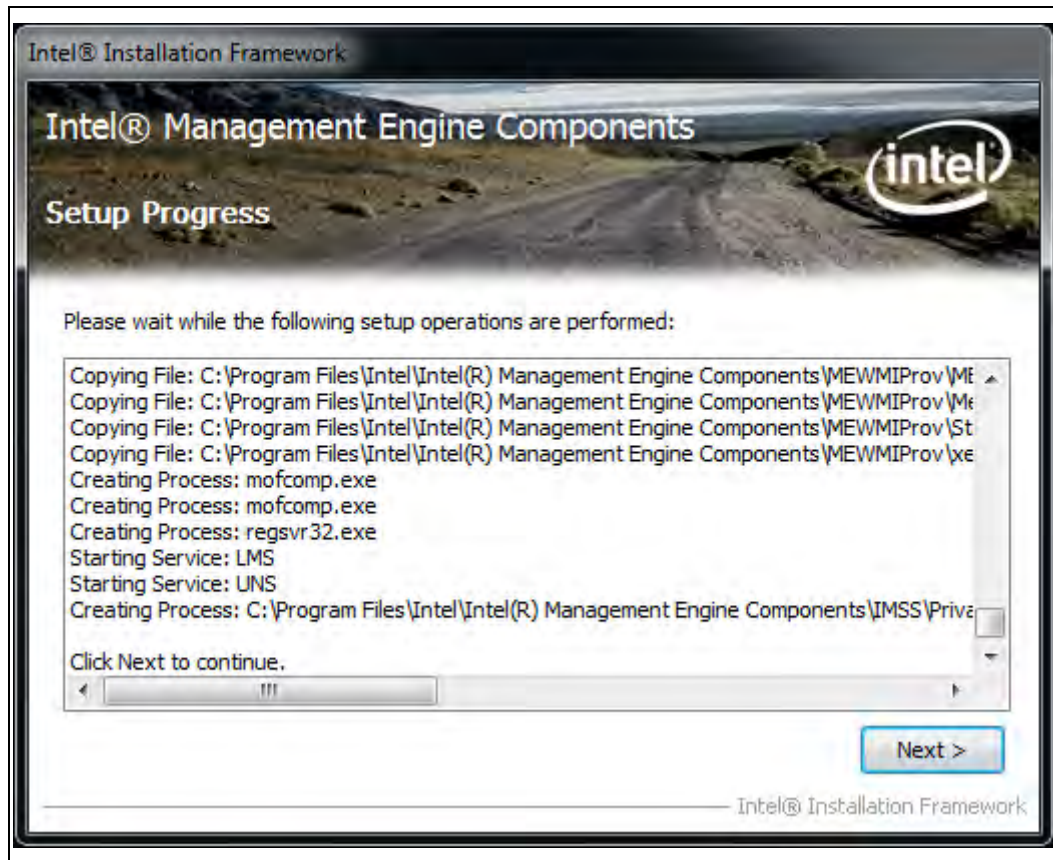 Intel® Installation Framework
Intel® Management Engine Components
intel
Setup Progress
Please wait while the following setup operations are performed:
Copying File: C:\Program Files\Intel\Intel(R) Management Engine Components\MEWMIProv\ME
Copying File: C:\Program Files\Intel\Intel(R) Management Engine Components\MEWMIProv\Me
Copying File: C:\Program Files\Intel\Intel(R) Management Engine Components\MEWMIProv\St
Copying File: C:\Program Files\Intel\Intel(R) Management Engine Components\MEWMIProv\xe
Creating Process: mofcomp.exe
Creating Process: mofcomp.exe
Creating Process: regsvr32.exe
Starting Service: LMS
Starting Service: UNS
Creating Process: C:\Program Files\Intel\Intel(R) Management Engine Components\IMSS\Priva
Click Next to continue.
Next >
Intel® Installation Framework